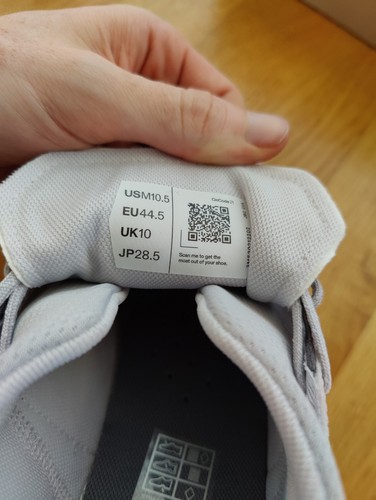 USM10.5
EU44.5
UK10
JP28.5
Scan me to get the
most out of your shoe.